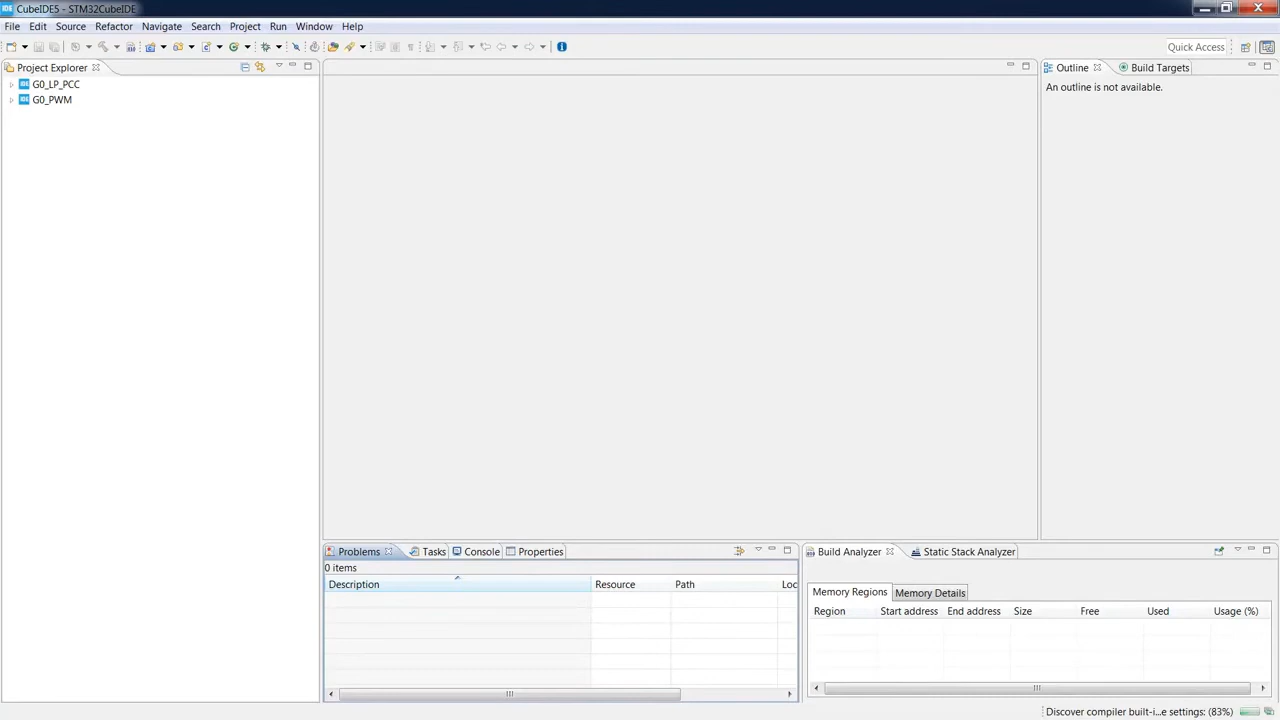 IDE CubeIDE5 - STM32CubeIDE
File Edit Source Refactor Navigate Search Project Run Window Help
Quick Access
Project Explorer
IDE G0_LP_PCC
IDE G0_PWM
Outline Build Targets
An outline is not available.
Problems Tasks Console Properties
0 items
Description Resource Path Loc
Build Analyzer Static Stack Analyzer
Memory Regions Memory Details
Region Start address End address Size Free Used Usage (%)
Discover compiler built-i...e settings: (83%)